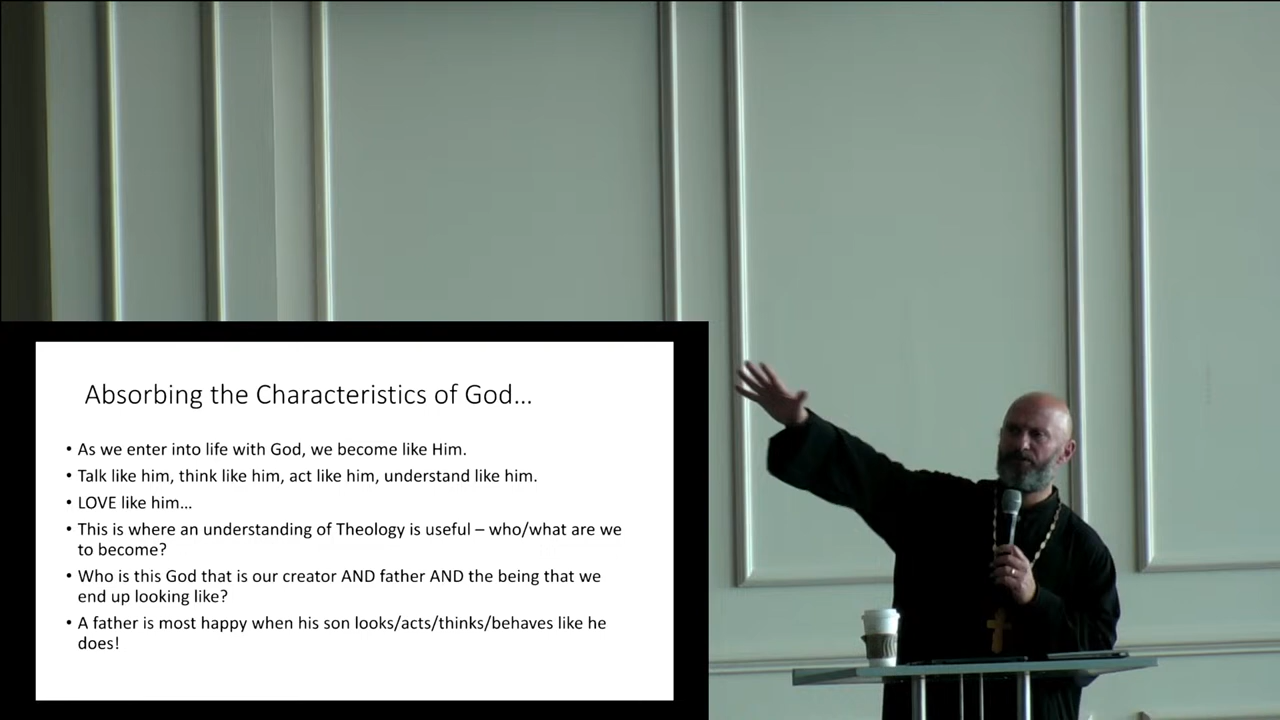 Absorbing the Characteristics of God...
• As we enter into life with God, we become like Him.
• Talk like him, think like him, act like him, understand like him.
• LOVE like him...
• This is where an understanding of Theology is useful – who/what are we
to become?
• Who is this God that is our creator AND father AND the being that we
end up looking like?
• A father is most happy when his son looks/acts/thinks/behaves like he
does!